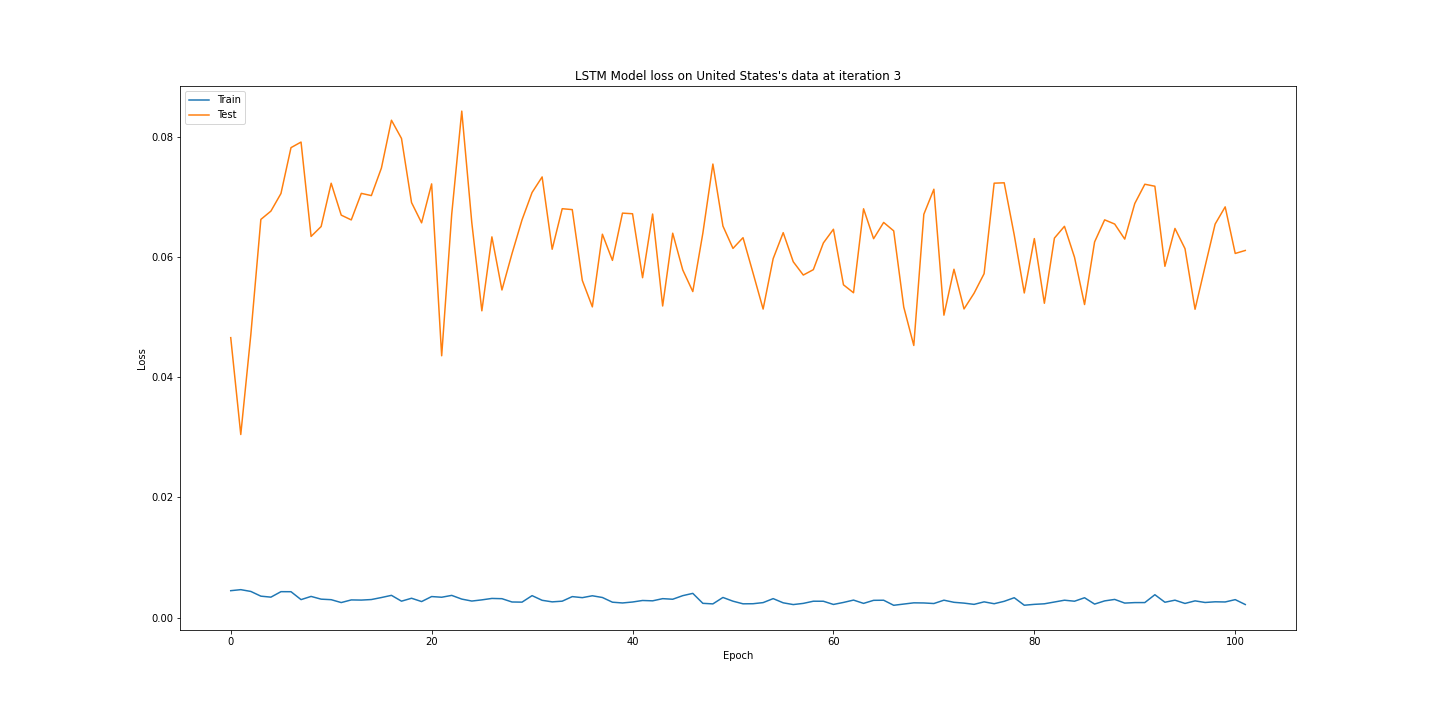 LSTM Model loss on United States's data at iteration 3
Train
Test
0.08
0.06
0.04
0.02
0.00
Loss
0 20 40 60 80 100
Epoch